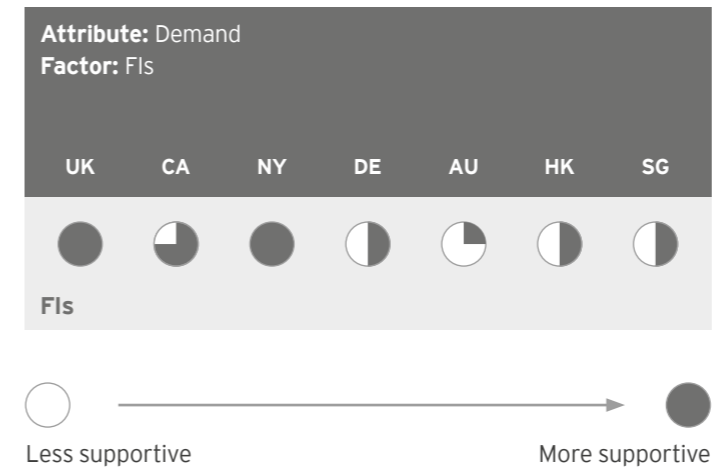 Attribute: Demand
Factor: FIs
UK CA NY DE AU HK SG
FIs
Less supportive More supportive